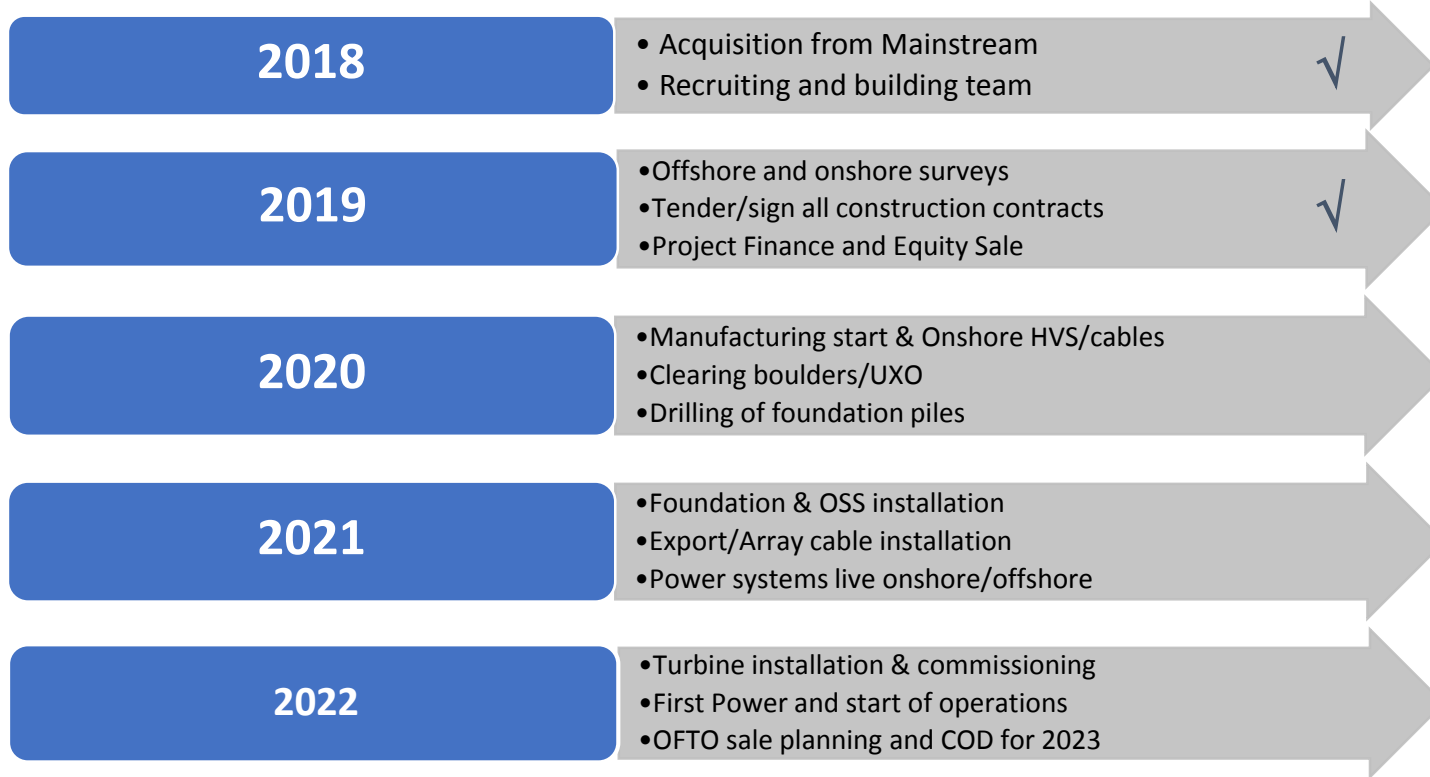 2018
• Acquisition from Mainstream
• Recruiting and building team
√
2019
•Offshore and onshore surveys
•Tender/sign all construction contracts
•Project Finance and Equity Sale
√
2020
•Manufacturing start & Onshore HVS/cables
•Clearing boulders/UXO
•Drilling of foundation piles
2021
•Foundation & OSS installation
•Export/Array cable installation
•Power systems live onshore/offshore
2022
•Turbine installation & commissioning
•First Power and start of operations
•OFTO sale planning and COD for 2023